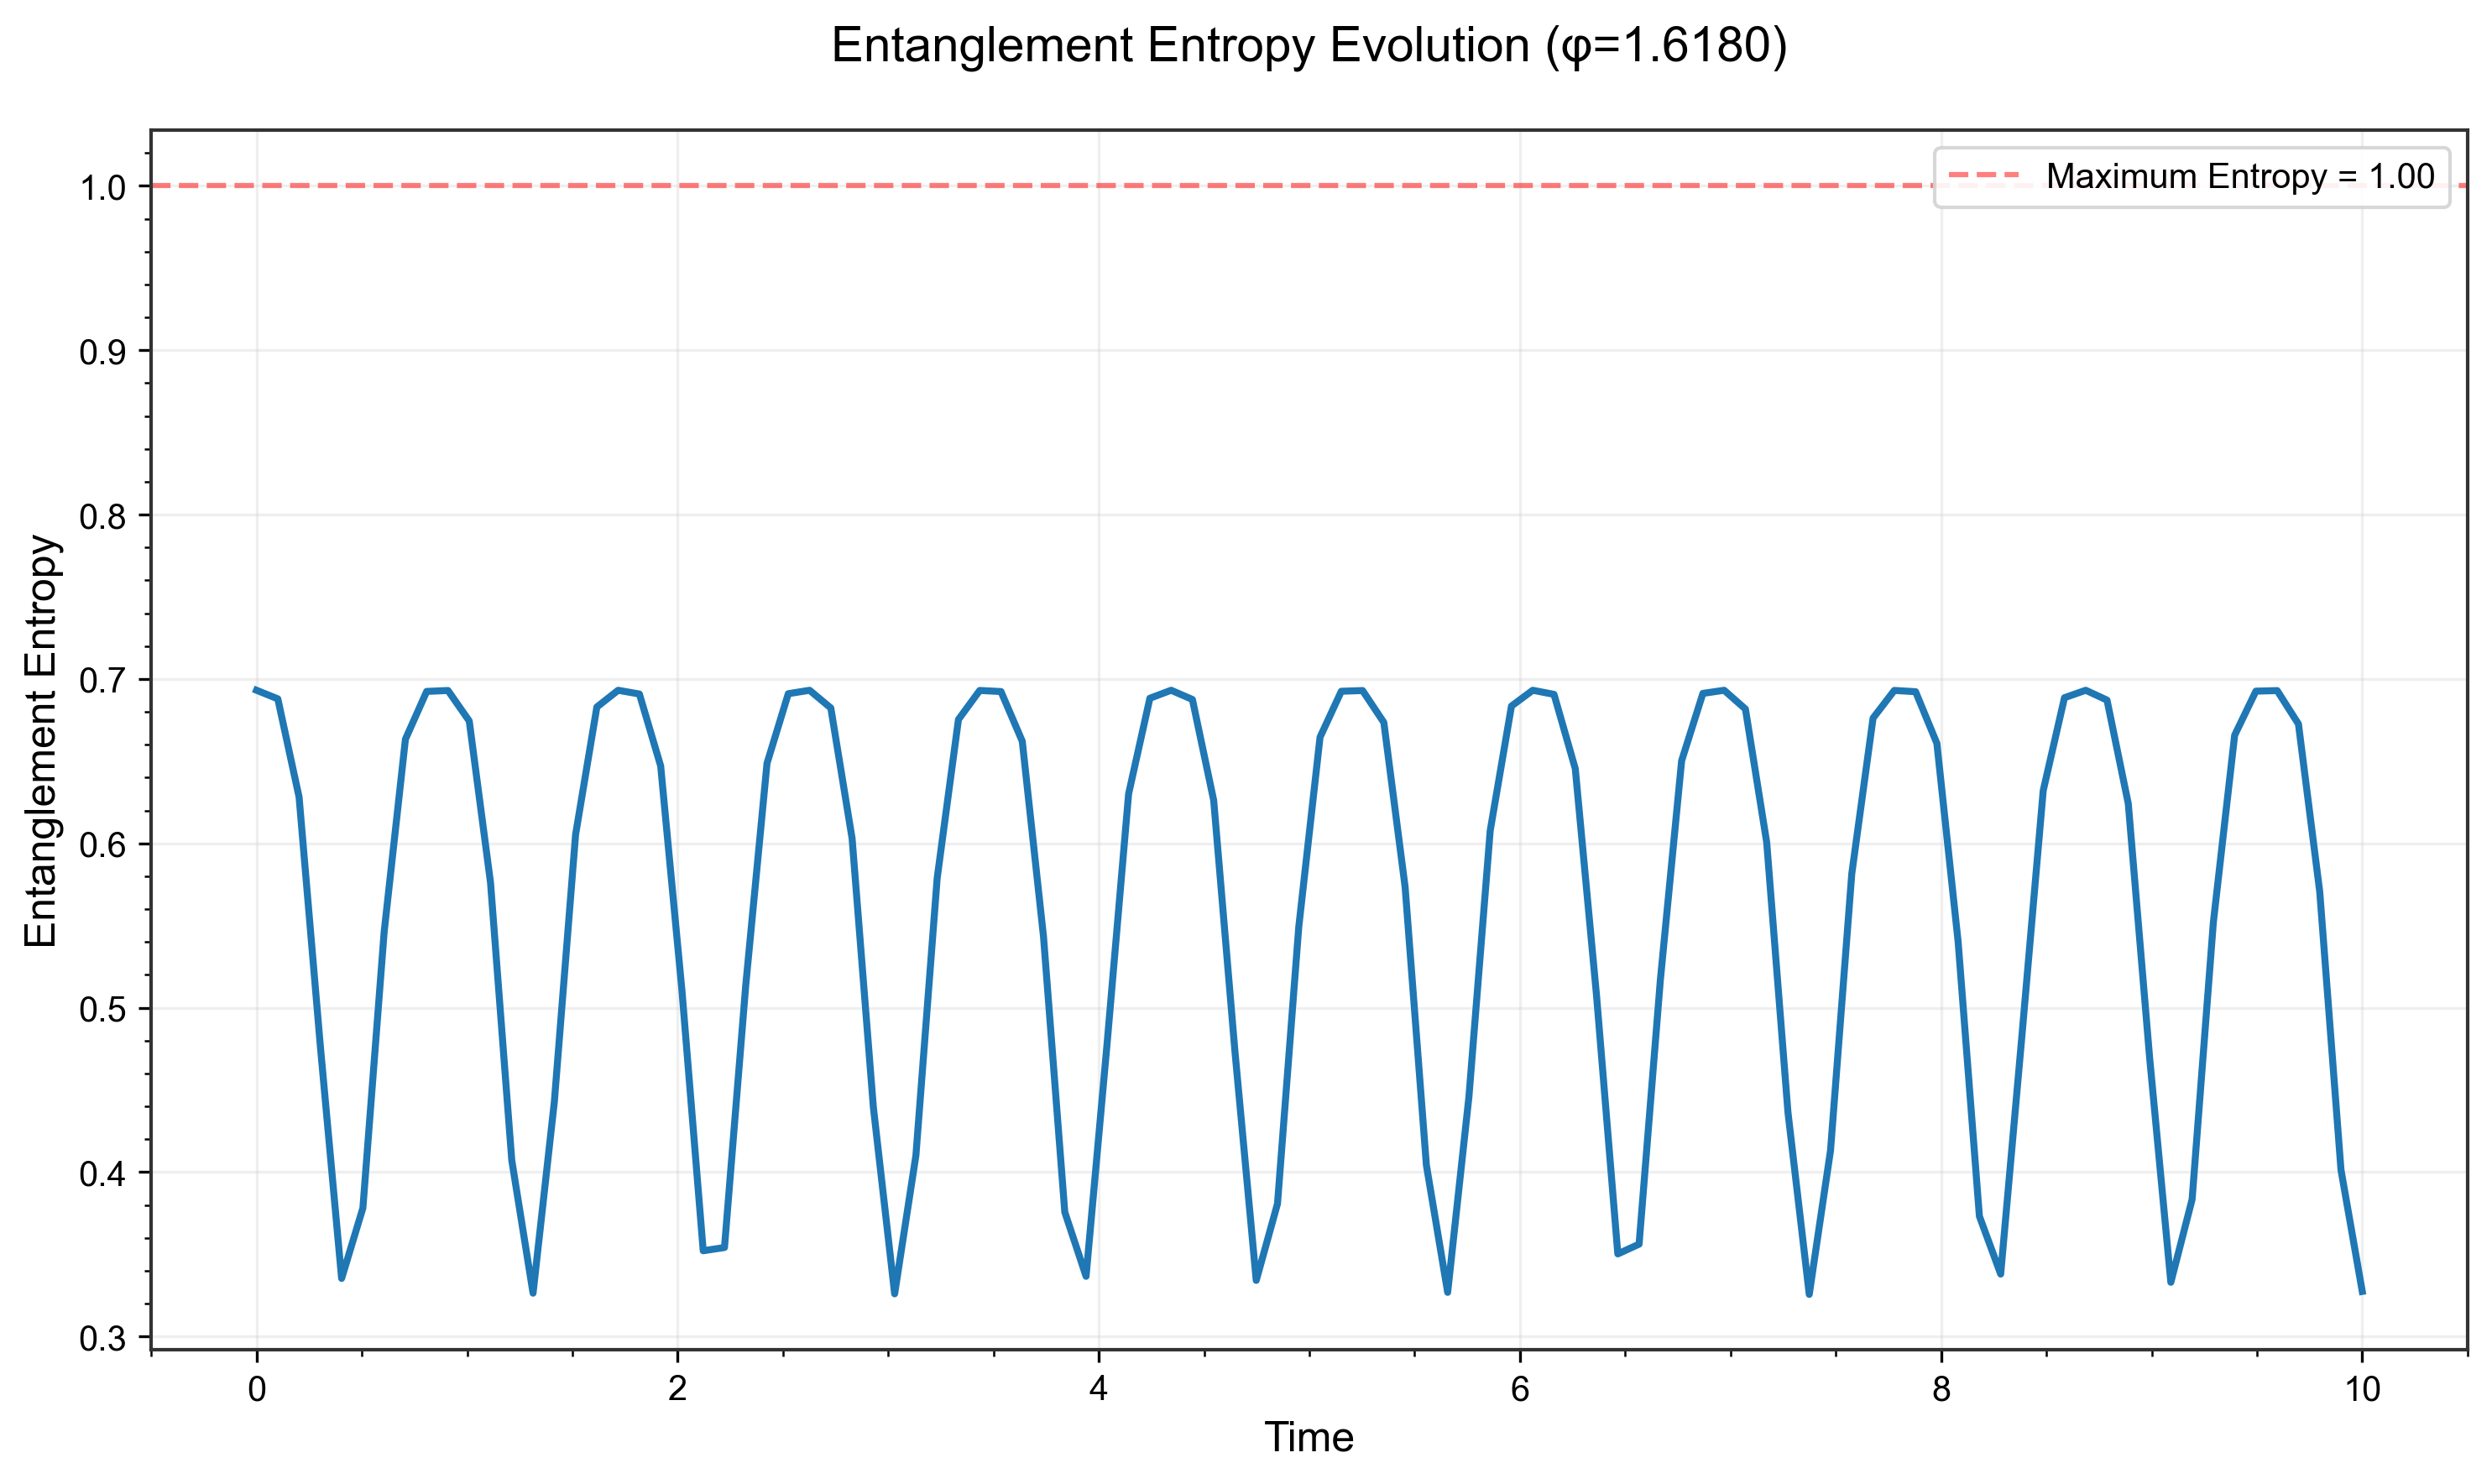 Entanglement Entropy Evolution (φ=1.6180)
Maximum Entropy = 1.00
Entanglement Entropy
1.0
0.9
0.8
0.7
0.6
0.5
0.4
0.3
0 2 4 6 8 10
Time